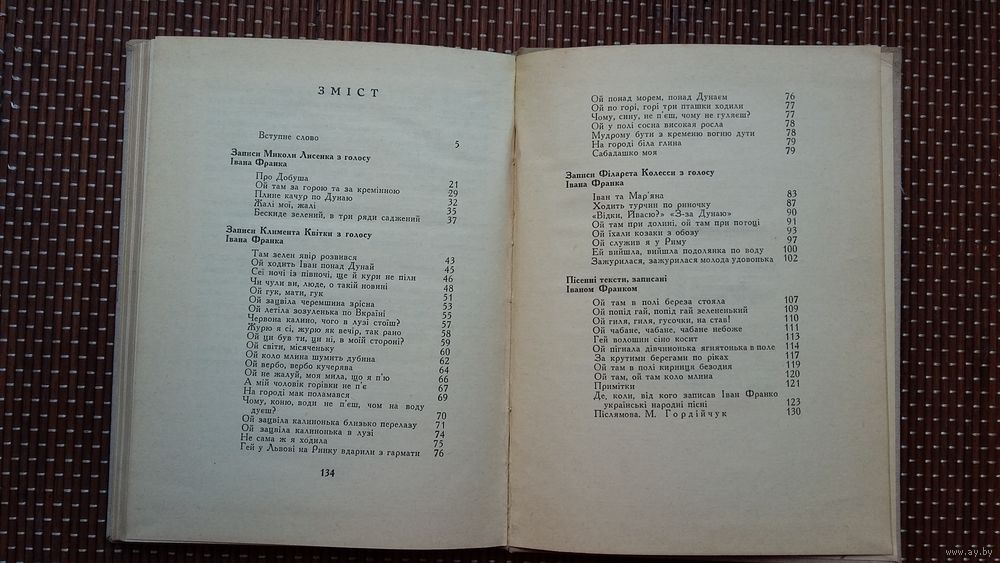 ЗМІСТ
Вступне слово 5
Записи Миколи Лисенка з голосу
Івана Франка
Про Добуша 21
Ой там за горою та за кремінною 29
Плине качур по Дунаю 32
Жалі мої, жалі 35
Бескиде зелений, в три ряди саджений 37
Записи Климента Квітки з голосу
Івана Франка
Там зелен явір розвився 43
Ой ходить Іван понад Дунай 45
Сеї ночі із півночі, ще й кури не піли 46
Чи чули ви, люде, о такій новині 48
Ой гук, мати, гук 51
Ой зацвіла черемшина зрісна 53
Ой летіла зозуленька по Вкраїні 55
Червона калино, чого в лузі стоїш? 57
Журю я сі, журю як вечір, так рано 58
Ой ци був ти, ци ні, в моїй стороні? 59
Ой світи, місяченьку 60
Ой коло млина шумить дубина 62
Ой вербо, вербо кучерява 64
Ой не жалуй, моя мила, що я п'ю 66
А мій чоловік горівки не п'є 67
На городі мак поламався 69
Чому, коню, води не п'єш, чом на воду
дуєш? 70
Ой зацвіла калинонька близько перелазу 71
Ой зацвіла калинонька в лузі 74
Не сама ж я ходила 75
Гей у Львові на Ринку вдарили з гармати 76
134
Ой понад морем, понад Дунаєм 76
Ой по горі, горі три пташки ходили 77
Чому, сину, не п'єш, чому не гуляєш? 77
Ой у полі сосна високая росла 78
Мудрому бути з кременю вогню дути 78
На городі біла глина 79
Сабадашко моя 79
Записи Філарета Колесси з голосу
Івана Франка
Іван та Мар'яна 83
Ходить турчин по риночку 87
«Відки, Йвасю?» «З-за Дунаю» 90
Ой там при долині, ой там при потоці 91
Ой їхали козаки з обозу 93
Ой служив я у Риму 97
Ей вийшла, вийшла подолянка по воду 100
Зажурилася, зажурилася молода удовонька 102
Пісенні тексти, записані
Іваном Франком
Ой там в полі береза стояла 107
Ой попід гай, попід гай зелененький 109
Ой гиля, гиля, гусочки, на став! 110
Ой чабане, чабане, чабане небоже 111
Гей волошин сіно косит 113
Ой пігнала дівчинонька ягнятонька в поле 114
За крутими берегами по ріках 117
Ой там в полі кирниця безодня 119
Ой там, ой там коло млина 120
Примітки 121
Де, коли, від кого записав Іван Франко
українські народні пісні 123
Післямова. М. Гордійчук 130
www.ay.by